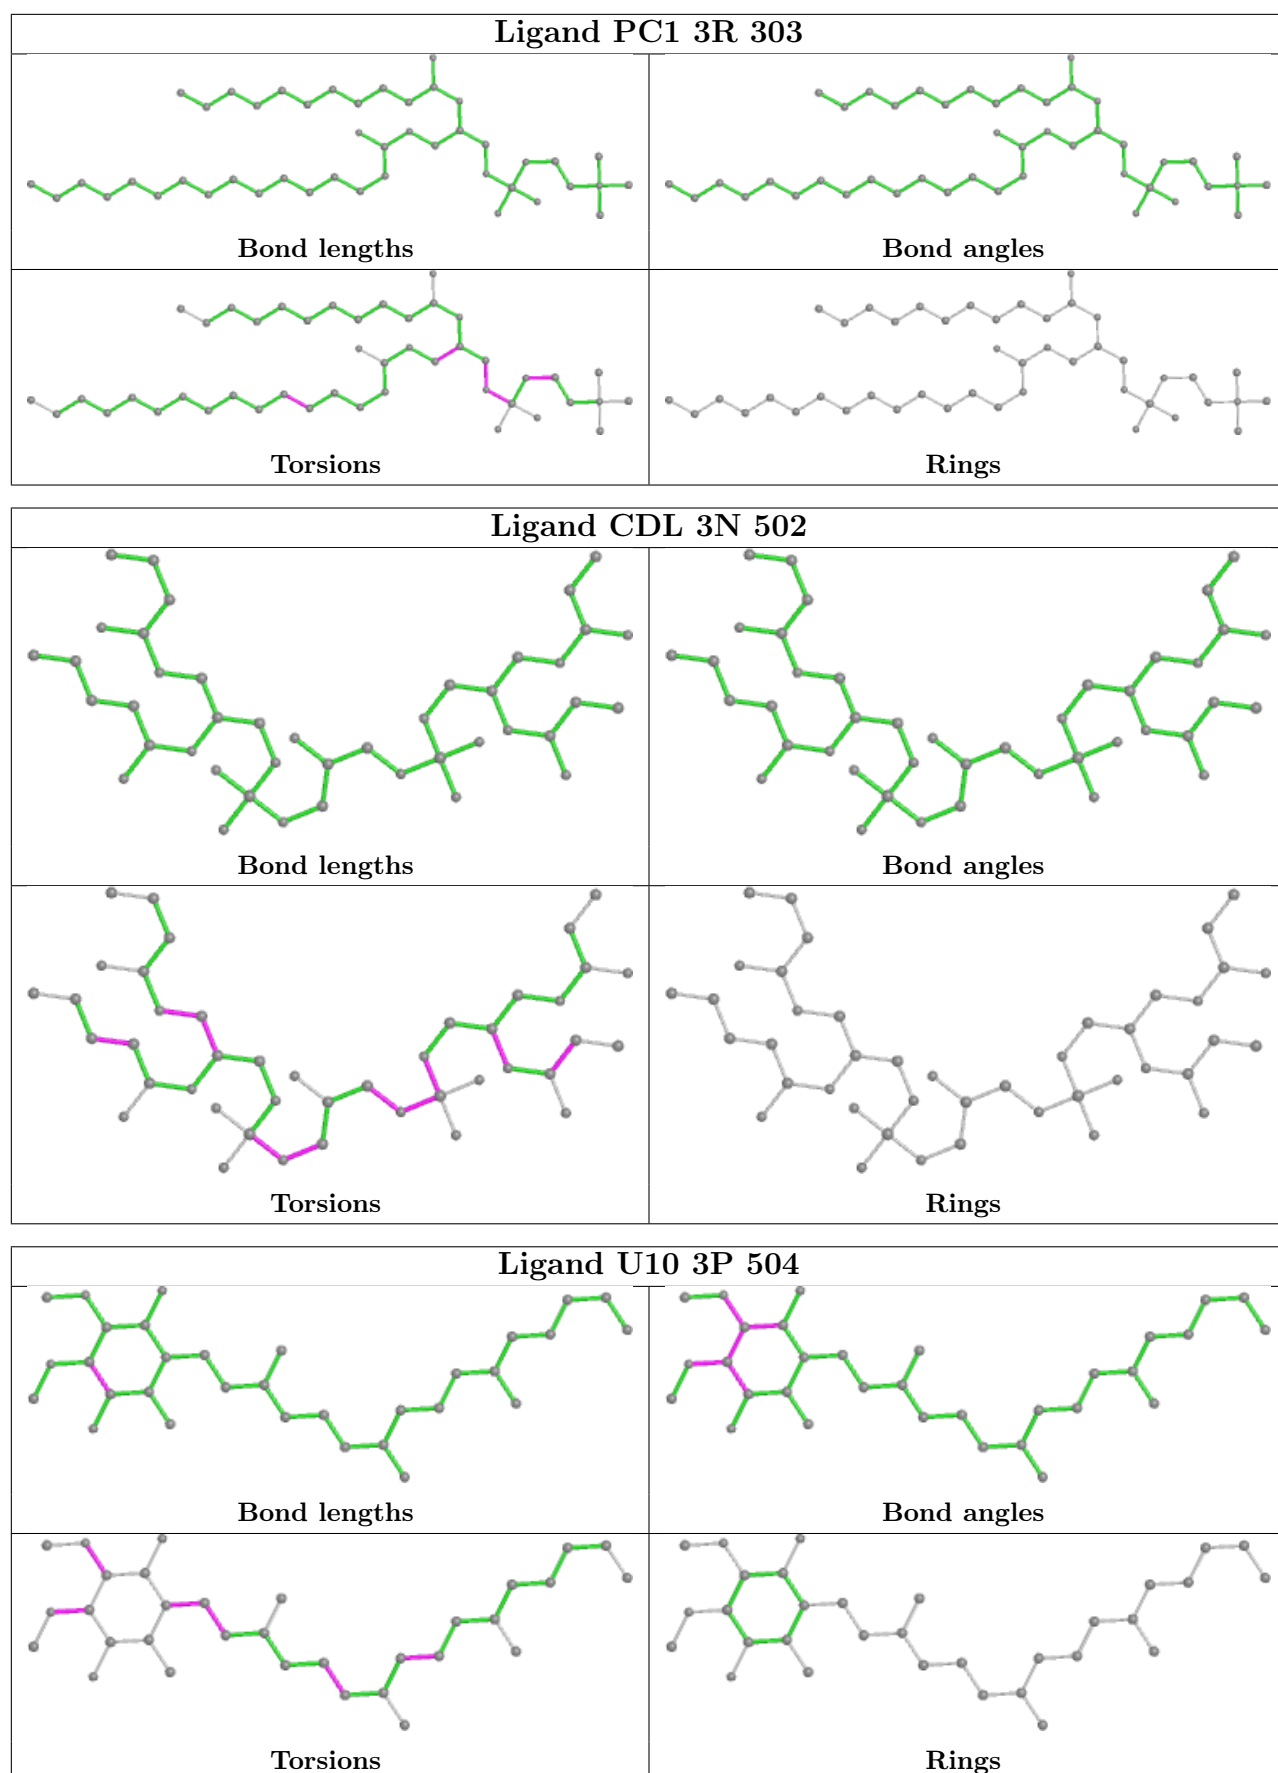 Ligand PC1 3R 303
Bond lengths
Bond angles
Torsions
Rings
Ligand CDL 3N 502
Bond lengths
Bond angles
Torsions
Rings
Ligand U10 3P 504
Bond lengths
Bond angles
Torsions
Rings